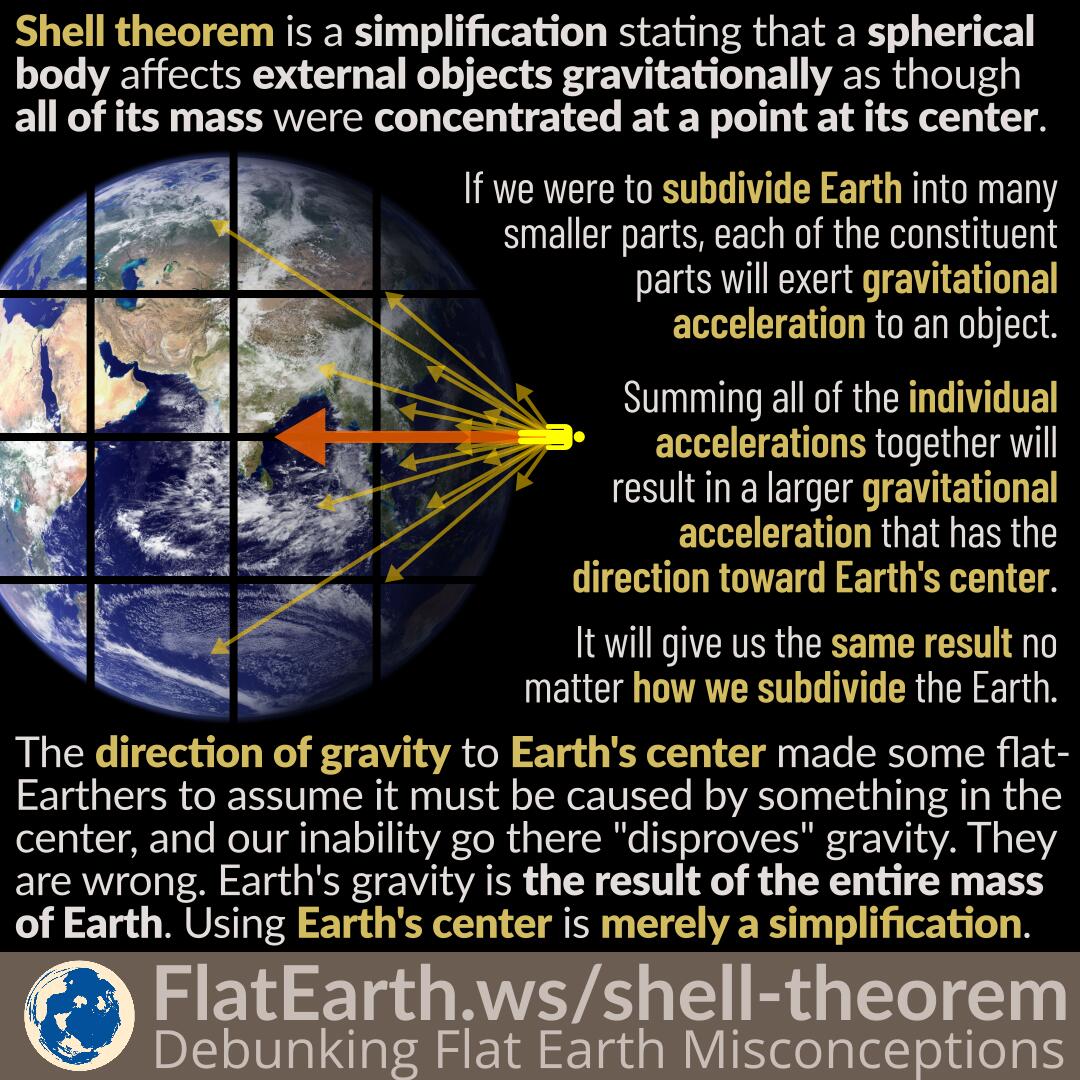 Shell theorem is a simplification stating that a spherical
body affects external objects gravitationally as though
all of its mass were concentrated at a point at its center.
If we were to subdivide Earth into many
smaller parts, each of the constituent
parts will exert gravitational
acceleration to an object.
Summing all of the individual
accelerations together will
result in a larger gravitational
acceleration that has the
direction toward Earth's center.
It will give us the same result no
matter how we subdivide the Earth.
The direction of gravity to Earth's center made some flat-
Earthers to assume it must be caused by something in the
center, and our inability go there "disproves" gravity. They
are wrong. Earth's gravity is the result of the entire mass
of Earth. Using Earth's center is merely a simplification.
FlatEarth.ws/shell-theorem
Debunking Flat Earth Misconceptions